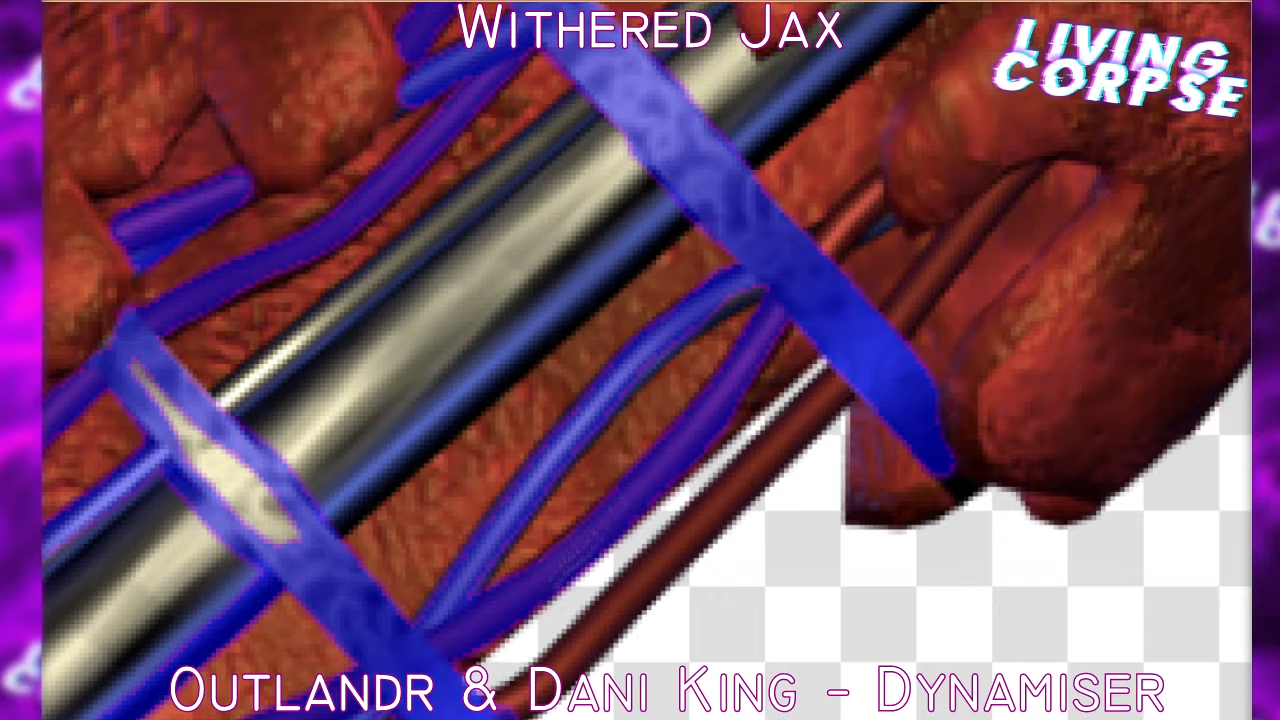 Withered Jax
LIVING
CORPSE
Outlandr & Dani King - Dynamiser